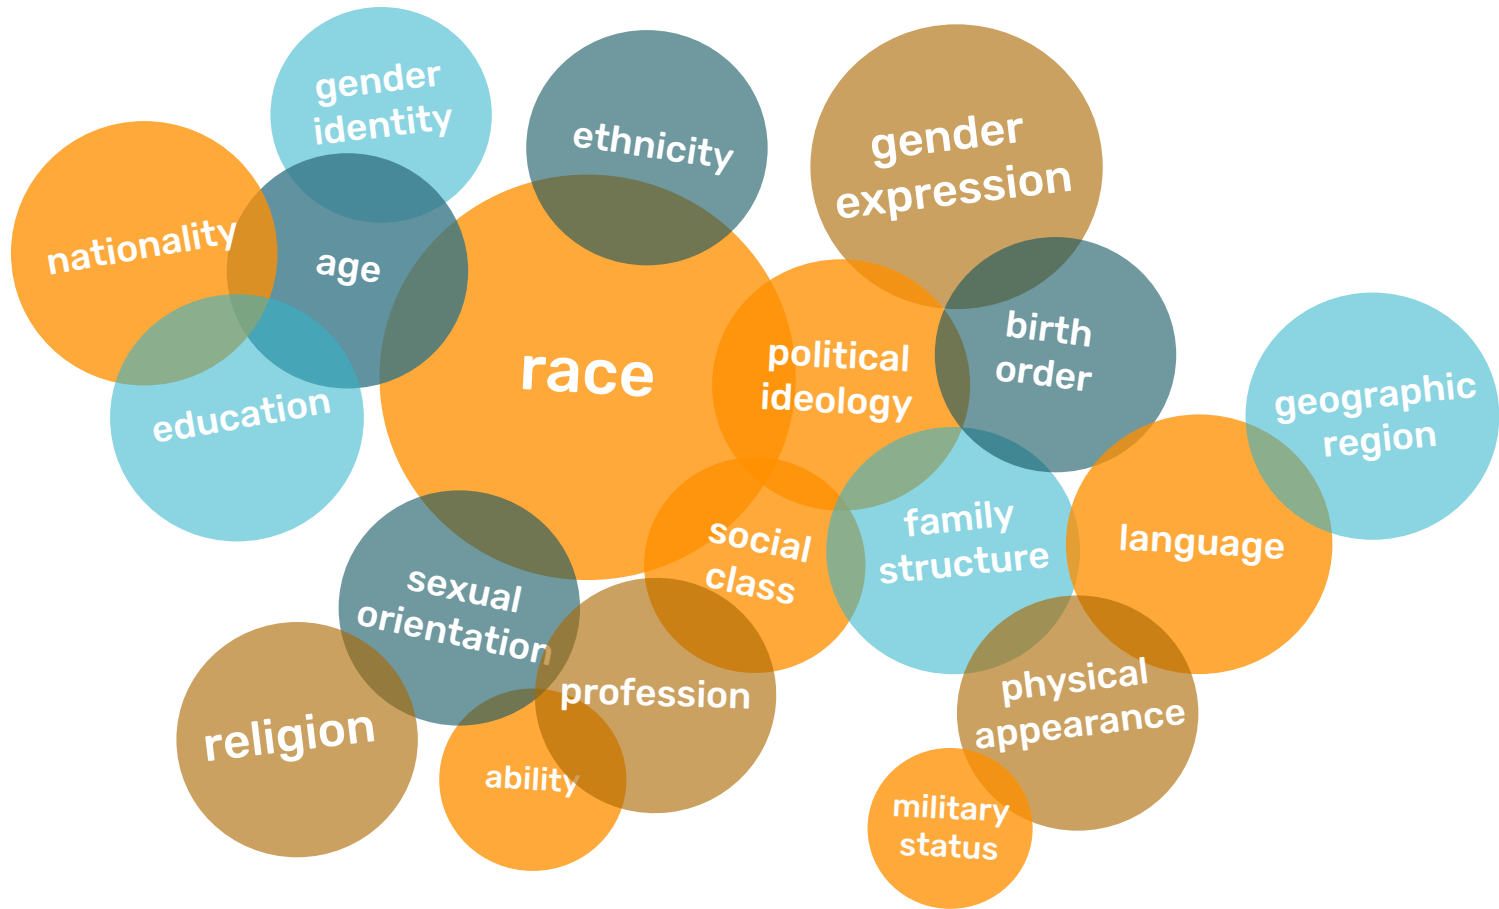 gender
identity
ethnicity
gender
expression
nationality
age
race
political
ideology
birth
order
education
geographic
region
social
class
family
structure
language
sexual
orientation
religion
profession
physical
appearance
ability
military
status